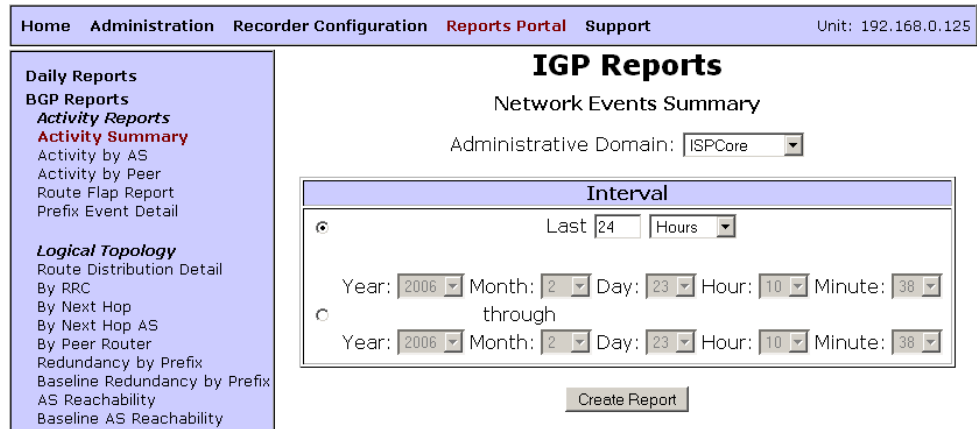 Home Administration Recorder Configuration Reports Portal Support Unit: 192.168.0.125
Daily Reports
BGP Reports
Activity Reports
Activity Summary
Activity by AS
Activity by Peer
Route Flap Report
Prefix Event Detail
Logical Topology
Route Distribution Detail
By RRC
By Next Hop
By Next Hop AS
By Peer Router
Redundancy by Prefix
Baseline Redundancy by Prefix
AS Reachability
Baseline AS Reachability
IGP Reports
Network Events Summary
Administrative Domain: ISPCore
Interval
Last 24 Hours
Year: 2006 Month: 2 Day: 23 Hour: 10 Minute: 38
through
Year: 2006 Month: 2 Day: 23 Hour: 10 Minute: 38
Create Report